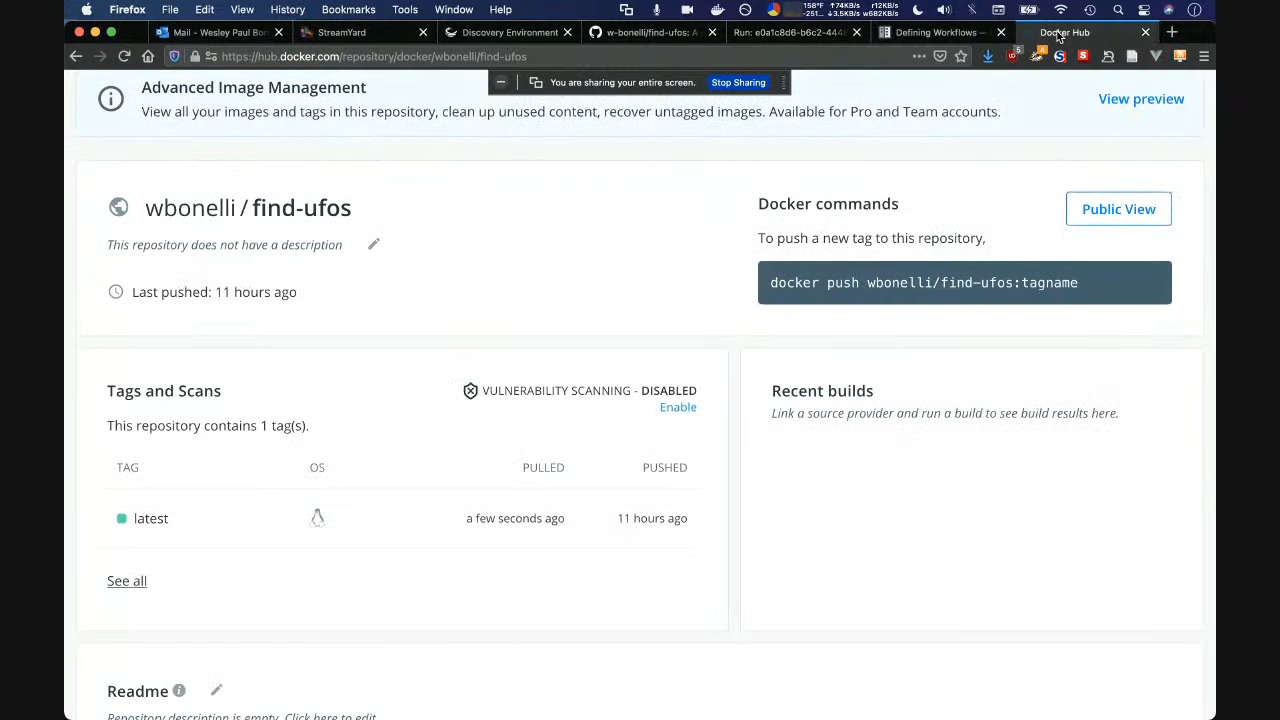 Firefox File Edit View History Bookmarks Tools Window Help
Mail - Wesley Paul Bon
StreamYard
Discovery Environment
w-bonelli/find-ufos: A
Run: e0a1c8d6-b6c2-444
Defining Workflows —
Docker Hub
https://hub.docker.com/repository/docker/wbonelli/find-ufos
You are sharing your entire screen. Stop Sharing
Advanced Image Management
View all your images and tags in this repository, clean up unused content, recover untagged images. Available for Pro and Team accounts.
View preview
wbonelli / find-ufos
This repository does not have a description
Last pushed: 11 hours ago
Docker commands
Public View
To push a new tag to this repository,
docker push wbonelli/find-ufos:tagname
Tags and Scans
VULNERABILITY SCANNING - DISABLED
Enable
This repository contains 1 tag(s).
TAG OS PULLED PUSHED
latest a few seconds ago 11 hours ago
See all
Recent builds
Link a source provider and run a build to see build results here.
Readme
Repository description is empty. Click here to edit.